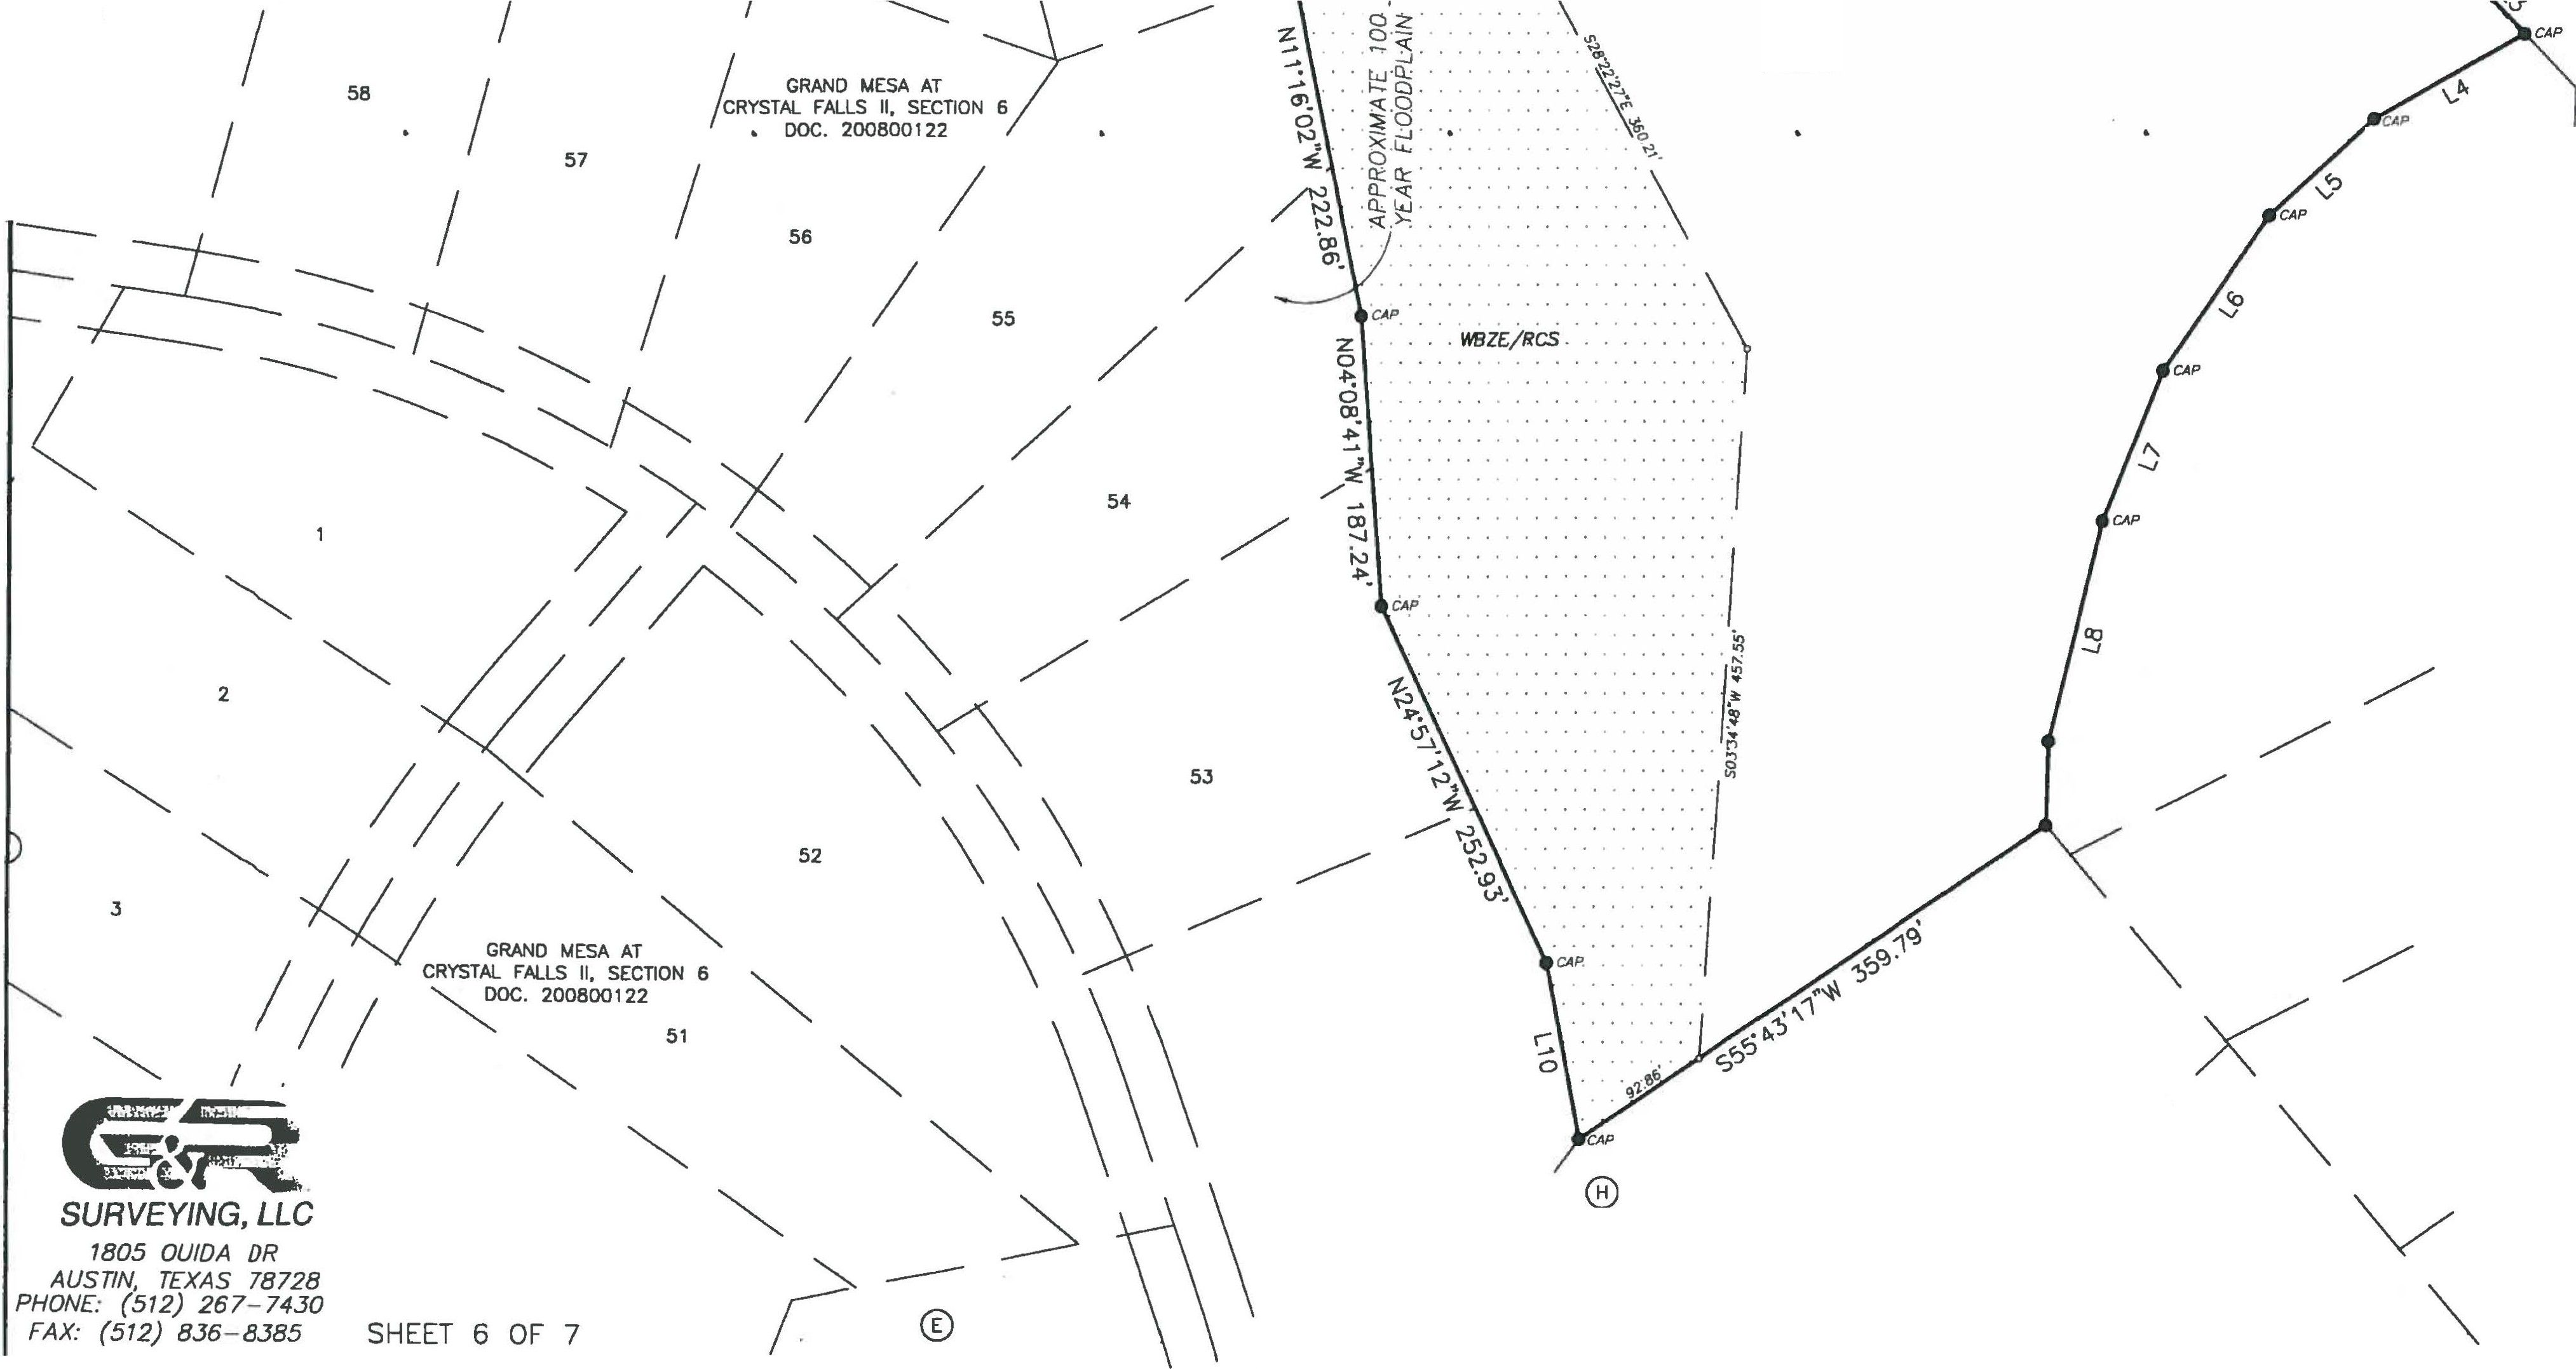 58
57
56
55
54
53
52
51
1
2
3
GRAND MESA AT
CRYSTAL FALLS II, SECTION 6
DOC. 200800122
GRAND MESA AT
CRYSTAL FALLS II, SECTION 6
DOC. 200800122
N11°16'02"W 222.86'
APPROXIMATE 100
YEAR FLOODPLAIN
S28°22'27"E 360.21'
WBZE/RCS
CAP
N04°08'41"W 187.24'
CAP
N24°57'12"W 252.93'
S03°34'48"W 457.55'
CAP
L10
92.86'
S55°43'17"W 359.79'
CAP
H
CAP
L4
CAP
L5
CAP
L6
CAP
L7
CAP
L8
E
&
SURVEYING, LLC
1805 OUIDA DR
AUSTIN, TEXAS 78728
PHONE: (512) 267-7430
FAX: (512) 836-8385
SHEET 6 OF 7